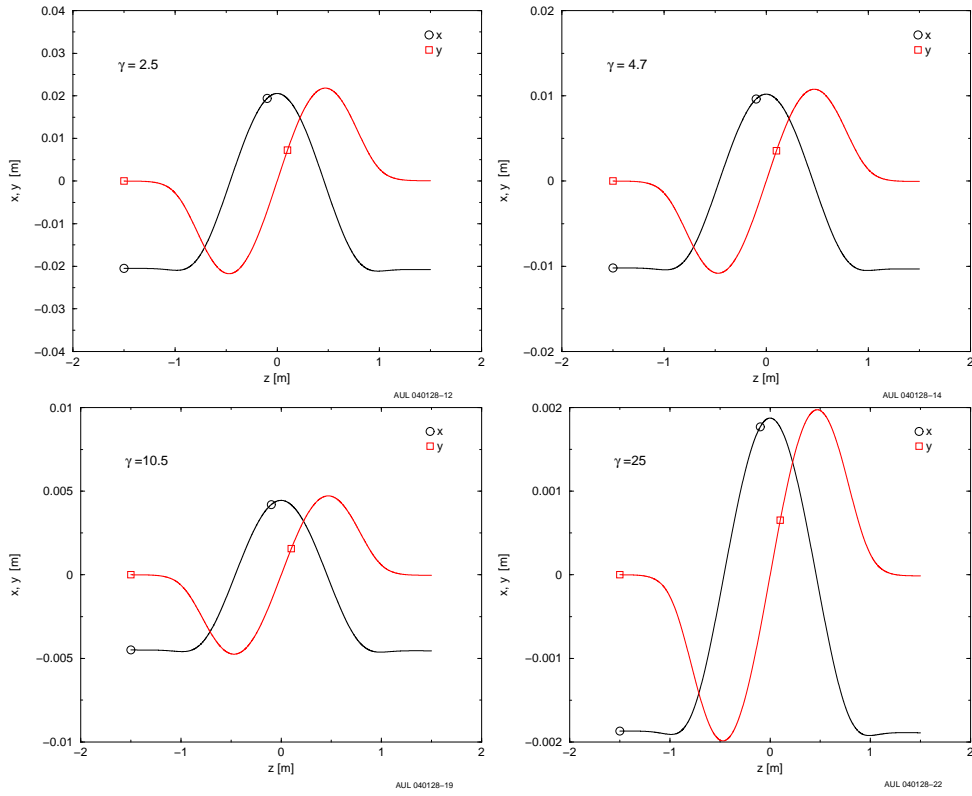 0.04
0.03
0.02
0.01
0
−0.01
−0.02
−0.03
−0.04
x, y [m]
γ = 2.5
x
y
−2
−1
0
1
2
z [m]
AUL 040128−12
0.02
0.01
0
−0.01
−0.02
x, y [m]
γ = 4.7
x
y
−2
−1
0
1
2
z [m]
AUL 040128−14
0.01
0.005
0
−0.005
−0.01
x, y [m]
γ =10.5
x
y
−2
−1
0
1
2
z [m]
AUL 040128−19
0.002
0.001
0
−0.001
−0.002
x, y [m]
γ =25
x
y
−2
−1
0
1
2
z [m]
AUL 040128−22